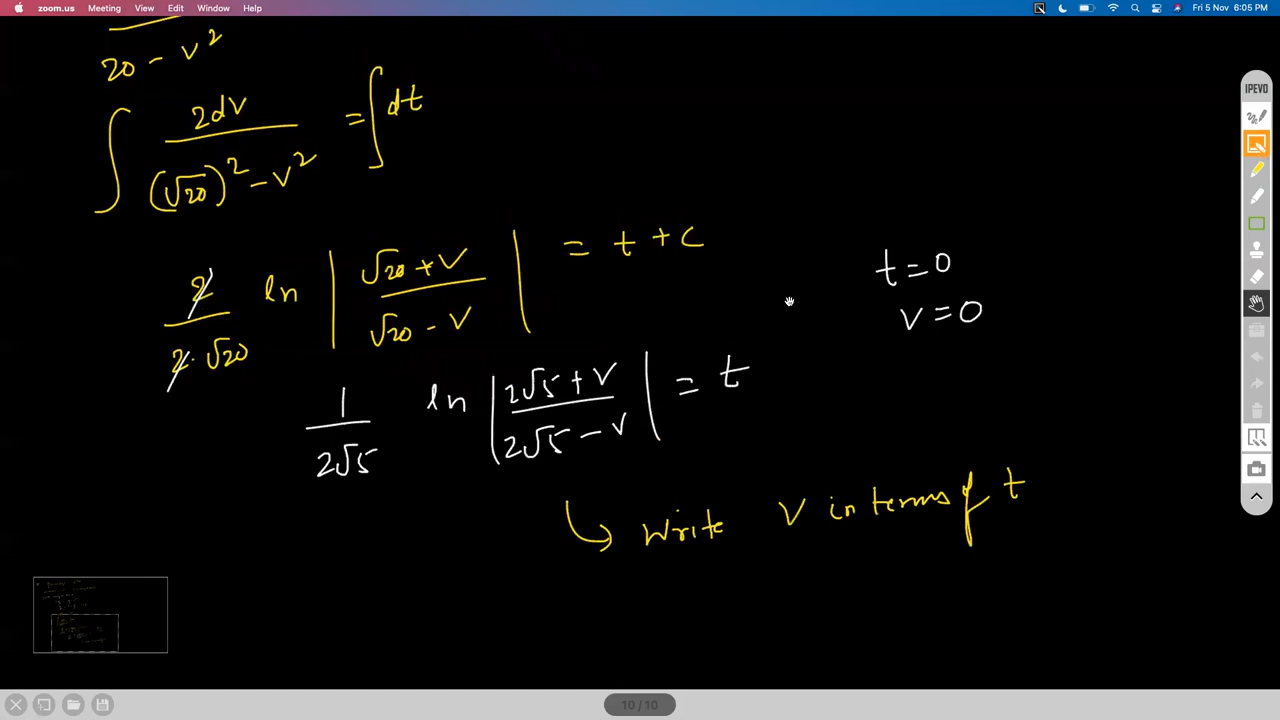 zoom.us Meeting View Edit Window Help Fri 5 Nov 6:05 PM
20 - v²
∫ 2dv / (√20)² - v² = ∫ dt
IPEVO
2 / 2·√20 ln | √20 + v / √20 - v | = t + c
t = 0
v = 0
1 / 2√5 ln | 2√5 + v / 2√5 - v | = t
↳ Write v in terms of t
10 / 10